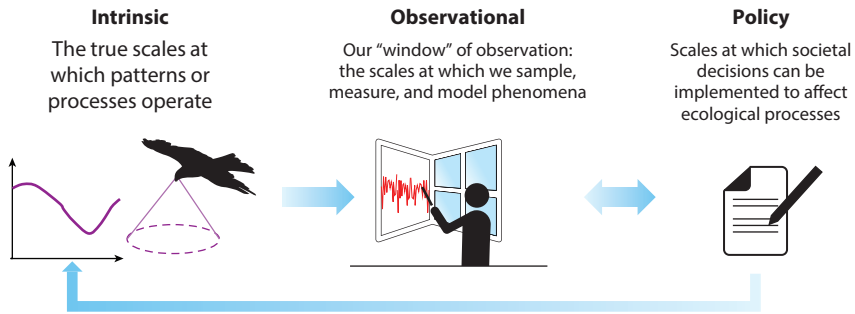 Intrinsic
The true scales at
which patterns or
processes operate
Observational
Our “window” of observation:
the scales at which we sample,
measure, and model phenomena
Policy
Scales at which societal
decisions can be
implemented to affect
ecological processes